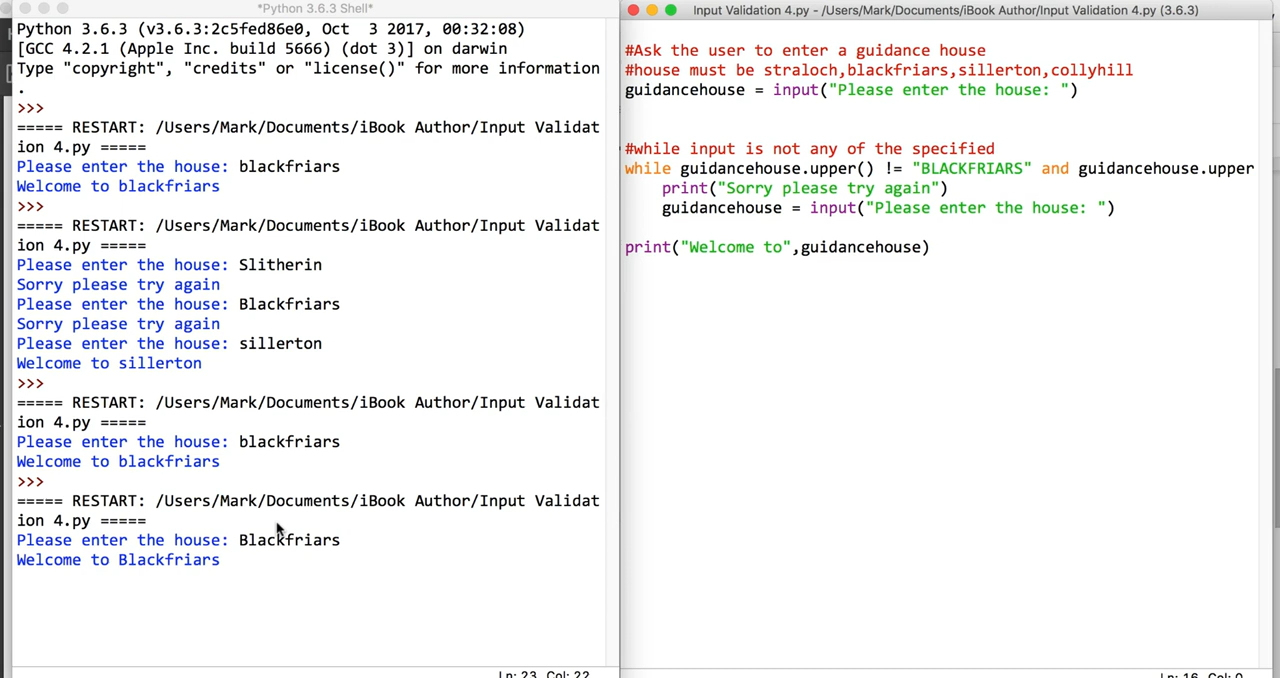 *Python 3.6.3 Shell*
Python 3.6.3 (v3.6.3:2c5fed86e0, Oct  3 2017, 00:32:08)
[GCC 4.2.1 (Apple Inc. build 5666) (dot 3)] on darwin
Type "copyright", "credits" or "license()" for more information
.
>>>
===== RESTART: /Users/Mark/Documents/iBook Author/Input Validat
ion 4.py =====
Please enter the house: blackfriars
Welcome to blackfriars
>>>
===== RESTART: /Users/Mark/Documents/iBook Author/Input Validat
ion 4.py =====
Please enter the house: Slitherin
Sorry please try again
Please enter the house: Blackfriars
Sorry please try again
Please enter the house: sillerton
Welcome to sillerton
>>>
===== RESTART: /Users/Mark/Documents/iBook Author/Input Validat
ion 4.py =====
Please enter the house: blackfriars
Welcome to blackfriars
>>>
===== RESTART: /Users/Mark/Documents/iBook Author/Input Validat
ion 4.py =====
Please enter the house: Blackfriars
Welcome to Blackfriars
Ln: 23 Col: 22
Input Validation 4.py - /Users/Mark/Documents/iBook Author/Input Validation 4.py (3.6.3)
#Ask the user to enter a guidance house
#house must be straloch,blackfriars,sillerton,collyhill
guidancehouse = input("Please enter the house: ")
#while input is not any of the specified
while guidancehouse.upper() != "BLACKFRIARS" and guidancehouse.upper
    print("Sorry please try again")
    guidancehouse = input("Please enter the house: ")
print("Welcome to",guidancehouse)
Ln: 16 Col: 0